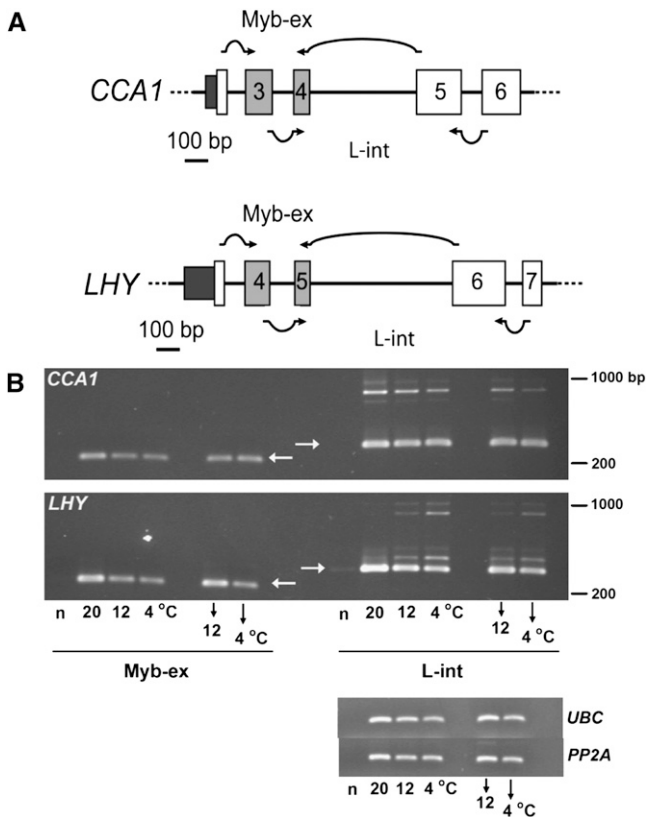 A
Myb-ex
CCA1 3 4 5 6
100 bp
L-int
Myb-ex
LHY 4 5 6 7
100 bp
L-int
B
CCA1
1000 bp
200
LHY
1000
200
n 20 12 4 °C 12 4 °C n 20 12 4 °C 12 4 °C
Myb-ex L-int
UBC
PP2A
n 20 12 4 °C 12 4 °C